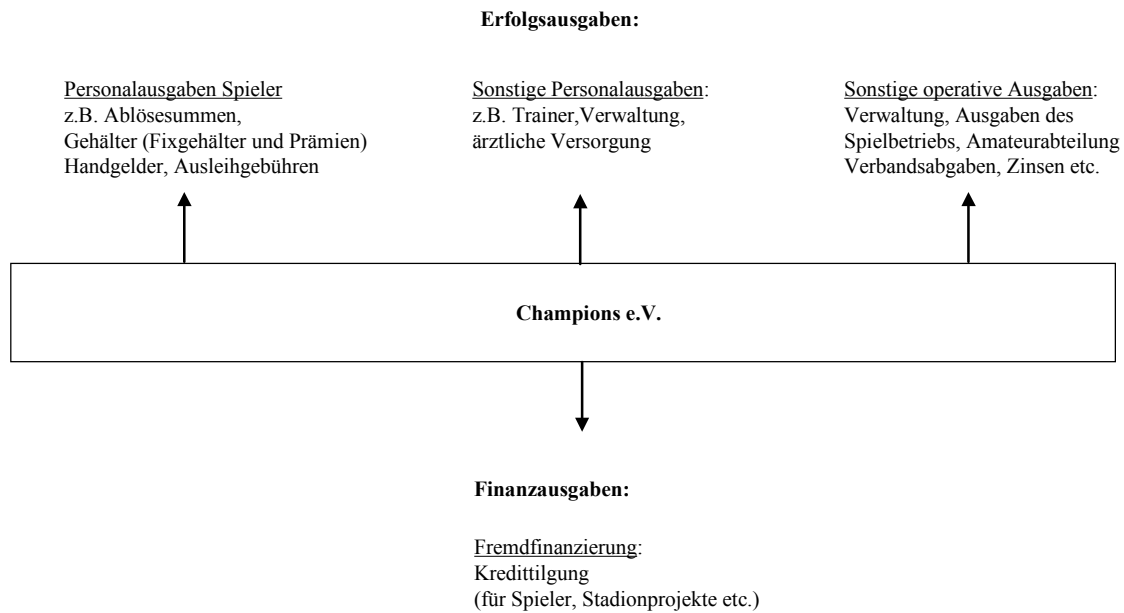 Erfolgsausgaben:
Personalausgaben Spieler
z.B. Ablösesummen,
Gehälter (Fixgehälter und Prämien)
Handgelder, Ausleihgebühren
Sonstige Personalausgaben:
z.B. Trainer,Verwaltung,
ärztliche Versorgung
Sonstige operative Ausgaben:
Verwaltung, Ausgaben des
Spielbetriebs, Amateurabteilung
Verbandsabgaben, Zinsen etc.
Champions e.V.
Finanzausgaben:
Fremdfinanzierung:
Kredittilgung
(für Spieler, Stadionprojekte etc.)